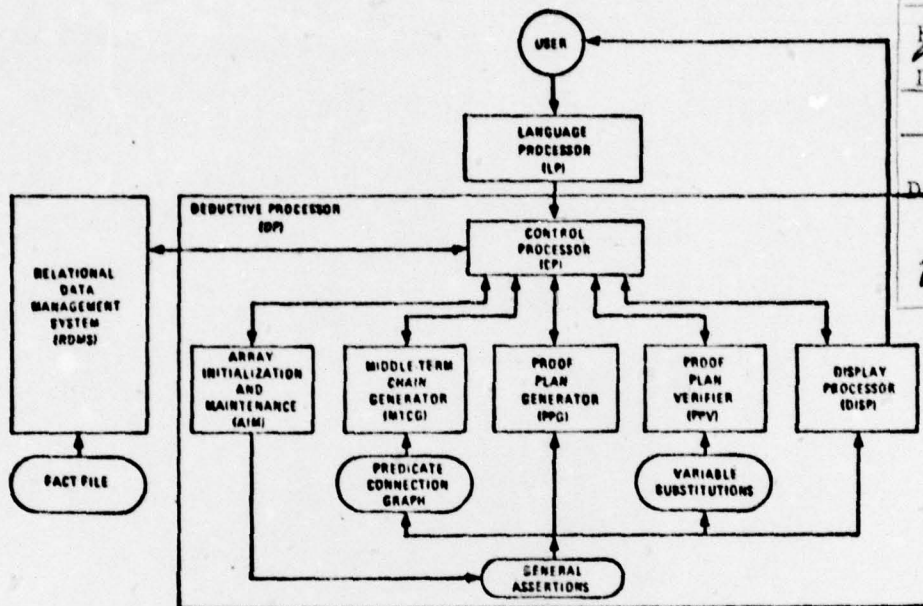 USER
LANGUAGE
PROCESSOR
(LP)
DEDUCTIVE PROCESSOR
(DP)
CONTROL
PROCESSOR
(CP)
RELATIONAL
DATA
MANAGEMENT
SYSTEM
(RDMS)
ARRAY
INITIALIZATION
AND
MAINTENANCE
(AIM)
MIDDLE-TERM
CHAIN
GENERATOR
(MTCG)
PROOF
PLAN
GENERATOR
(PPG)
PROOF
PLAN
VERIFIER
(PPV)
DISPLAY
PROCESSOR
(DISP)
FACT FILE
PREDICATE
CONNECTION
GRAPH
VARIABLE
SUBSTITUTIONS
GENERAL
ASSERTIONS